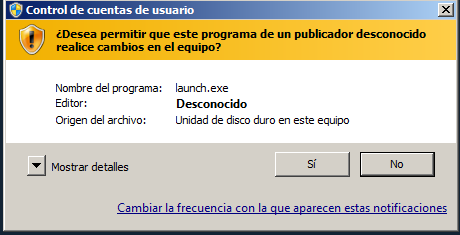 Control de cuentas de usuario
¿Desea permitir que este programa de un publicador desconocido
realice cambios en el equipo?
Nombre del programa: launch.exe
Editor: Desconocido
Origen del archivo: Unidad de disco duro en este equipo
Mostrar detalles
Sí
No
Cambiar la frecuencia con la que aparecen estas notificaciones